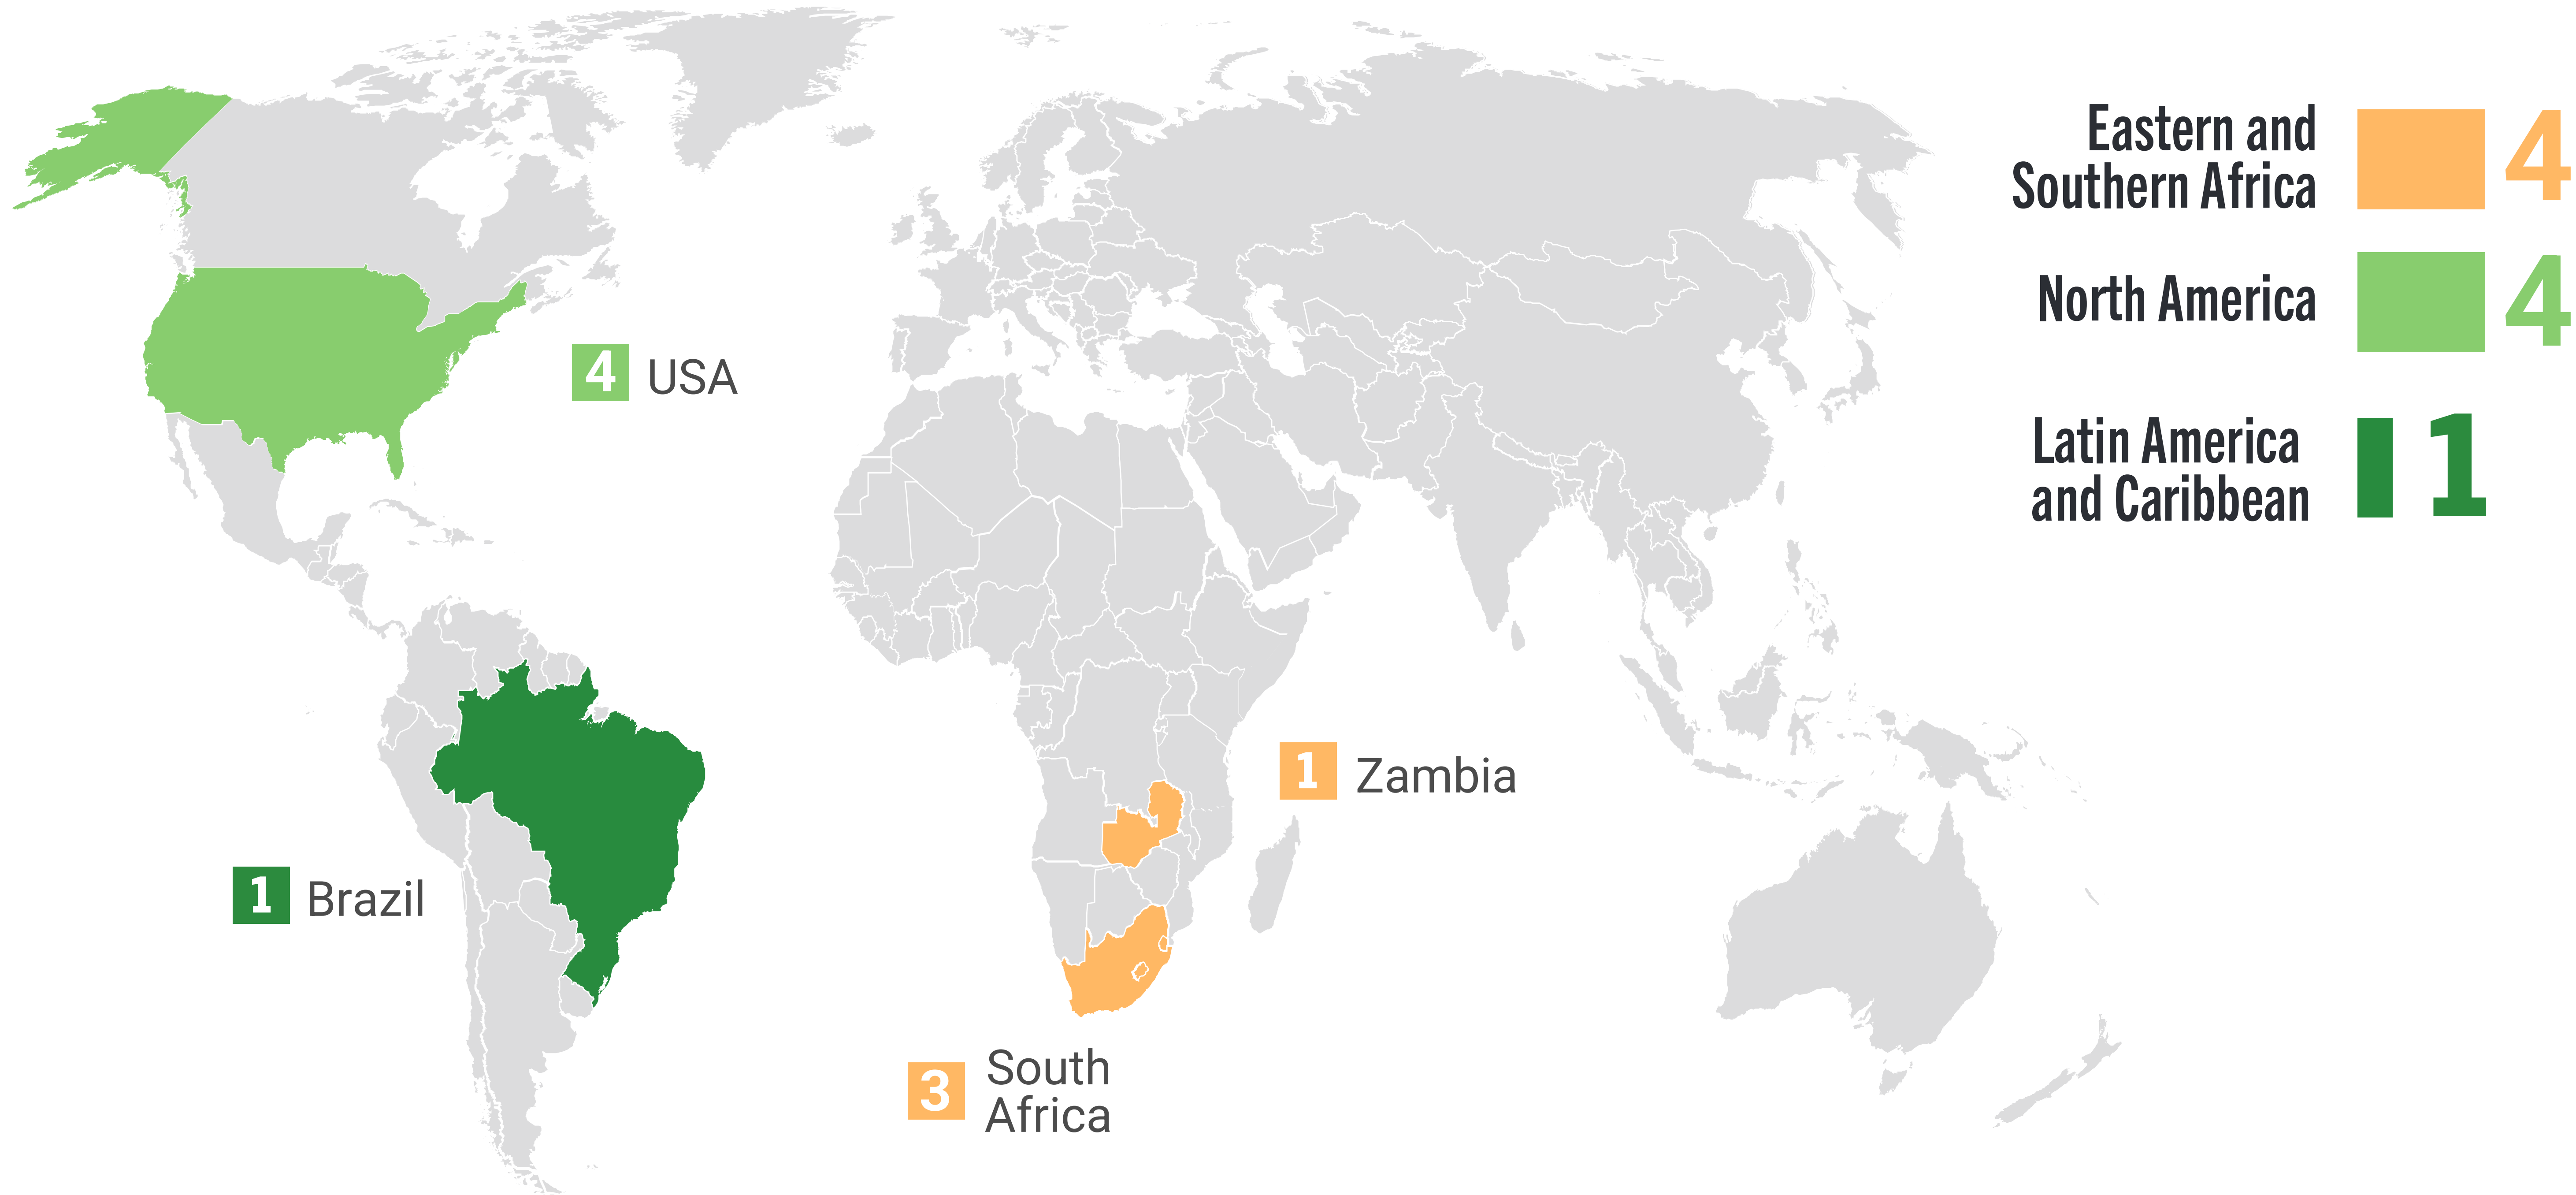 Eastern and
Southern Africa
4
North America
4
Latin America
and Caribbean
1
4 USA
1 Zambia
1 Brazil
3 South
Africa